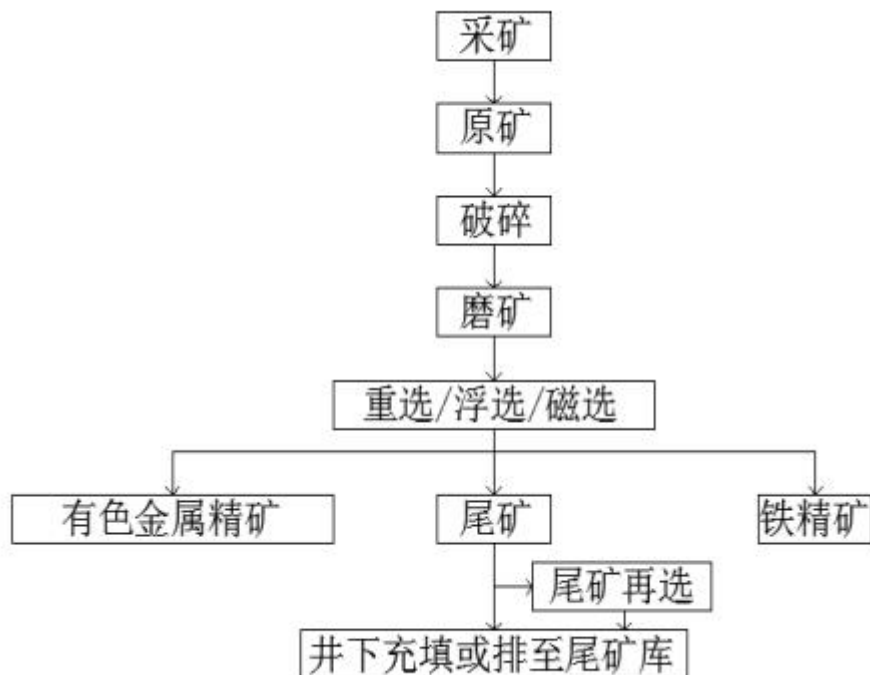 采矿
原矿
破碎
磨矿
重选/浮选/磁选
有色金属精矿
尾矿
铁精矿
尾矿再选
井下充填或排至尾矿库